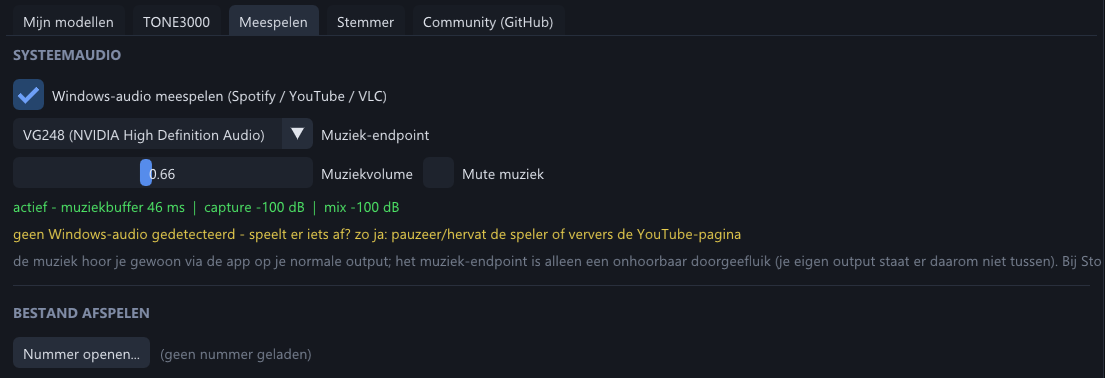 Mijn modellen TONE3000 Meespelen Stemmer Community (GitHub)
SYSTEEMAUDIO
Windows-audio meespelen (Spotify / YouTube / VLC)
VG248 (NVIDIA High Definition Audio) Muziek-endpoint
0.66 Muziekvolume Mute muziek
actief - muziekbuffer 46 ms | capture -100 dB | mix -100 dB
geen Windows-audio gedetecteerd - speelt er iets af? zo ja: pauzeer/hervat de speler of ververs de YouTube-pagina
de muziek hoor je gewoon via de app op je normale output; het muziek-endpoint is alleen een onhoorbaar doorgeefluik (je eigen output staat er daarom niet tussen). Bij Sto
BESTAND AFSPELEN
Nummer openen... (geen nummer geladen)